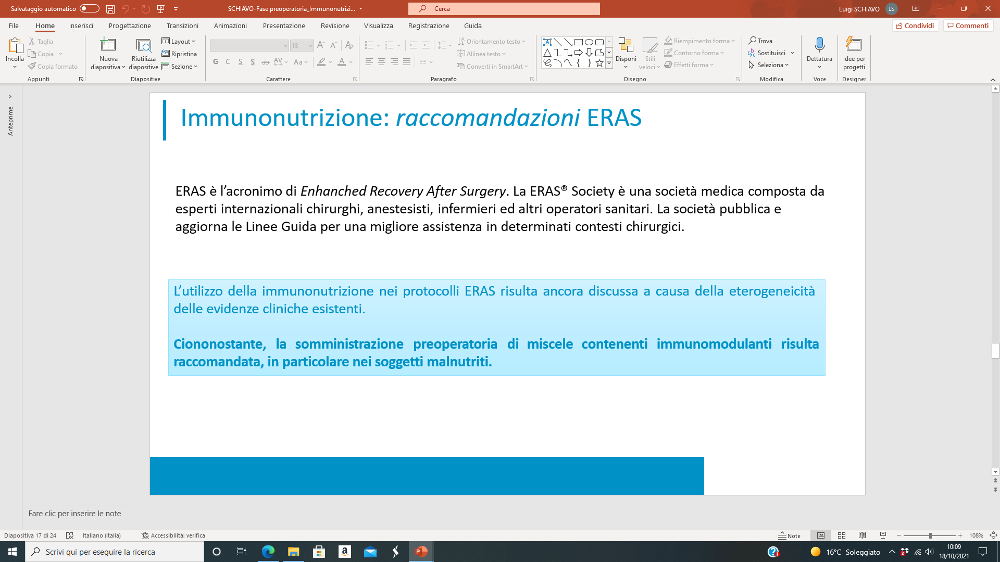 Salvataggio automatico
SCHIAVO-Fase preoperatoria_Immunonutrizi...
Cerca
Luigi SCHIAVO
LS
File
Home
Inserisci
Progettazione
Transizioni
Animazioni
Presentazione
Revisione
Visualizza
Registrazione
Guida
Condividi
Commenti
Incolla
Taglia
Copia
Copia formato
Appunti
Nuova
diapositiva
Riutilizza
diapositive
Layout
Ripristina
Sezione
Diapositive
18
G C S S ab AV Aa A
Carattere
Orientamento testo
Allinea testo
Converti in SmartArt
Paragrafo
Disponi
Stili
veloci
Riempimento forma
Contorno forma
Effetti forma
Disegno
Trova
Sostituisci
Seleziona
Modifica
Dettatura
Voce
Idee per
progetti
Designer
Anteprime
Immunonutrizione: raccomandazioni ERAS
ERAS è l’acronimo di Enhanched Recovery After Surgery. La ERAS® Society è una società medica composta da
esperti internazionali chirurghi, anestesisti, infermieri ed altri operatori sanitari. La società pubblica e
aggiorna le Linee Guida per una migliore assistenza in determinati contesti chirurgici.
L’utilizzo della immunonutrizione nei protocolli ERAS risulta ancora discussa a causa della eterogeneicità
delle evidenze cliniche esistenti.
Ciononostante, la somministrazione preoperatoria di miscele contenenti immunomodulanti risulta
raccomandata, in particolare nei soggetti malnutriti.
Fare clic per inserire le note
Diapositiva 17 di 24
Italiano (Italia)
Accessibilità: verifica
Note
108%
Scrivi qui per eseguire la ricerca
16°C Soleggiato
10:09
18/10/2021